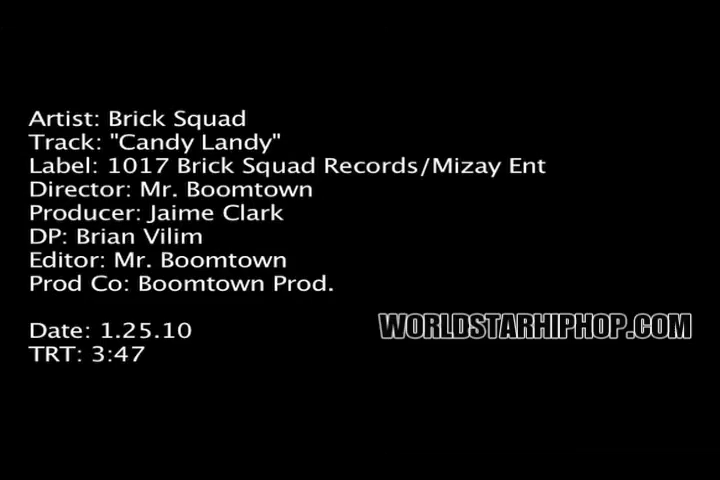 Artist: Brick Squad
Track: "Candy Landy"
Label: 1017 Brick Squad Records/Mizay Ent
Director: Mr. Boomtown
Producer: Jaime Clark
DP: Brian Vilim
Editor: Mr. Boomtown
Prod Co: Boomtown Prod.
Date: 1.25.10
TRT: 3:47
WORLDSTARHIPHOP.COM